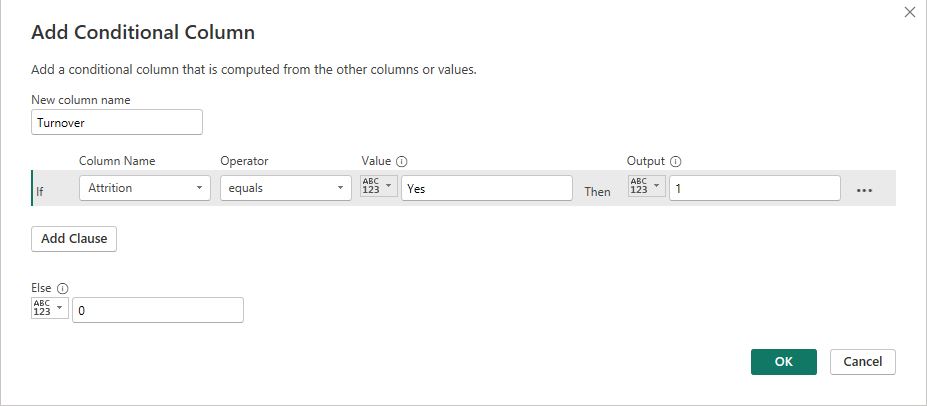 Add Conditional Column
Add a conditional column that is computed from the other columns or values.
New column name
Turnover
Column Name Operator Value Output
If Attrition equals ABC 123 Yes Then ABC 123 1 ...
Add Clause
Else
ABC 123 0
OK Cancel